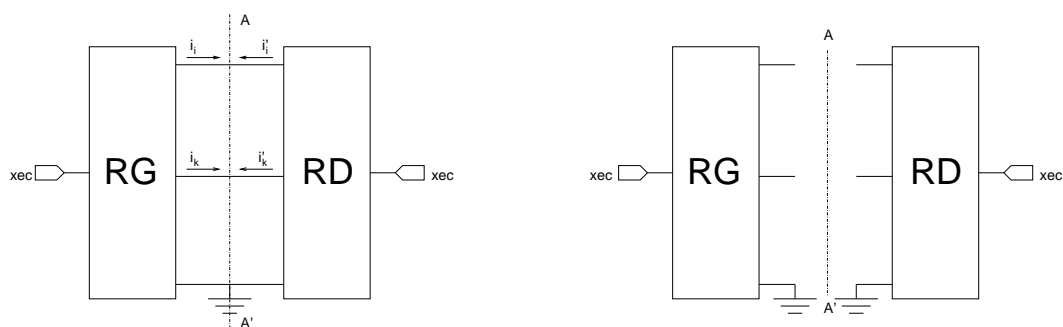 A
i_i i'_i
i_k i'_k
xec RG RD xec
A'
A
xec RG RD xec
A'